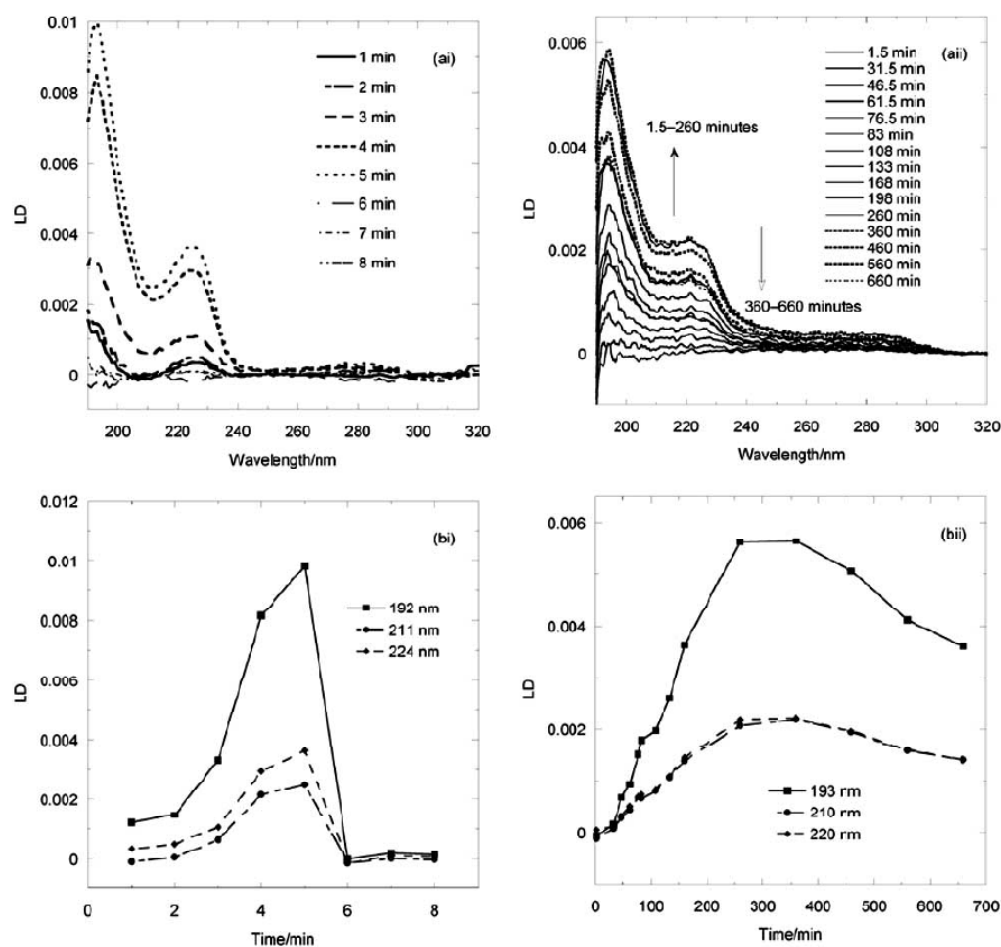 0.01
0.008
0.006
0.004
0.002
0
LD
200 220 240 260 280 300 320
Wavelength/nm
(ai)
1 min
2 min
3 min
4 min
5 min
6 min
7 min
8 min
0.006
0.004
0.002
0
LD
200 220 240 260 280 300 320
Wavelength/nm
(aii)
1.5 min
31.5 min
46.5 min
61.5 min
76.5 min
83 min
108 min
133 min
168 min
198 min
260 min
360 min
460 min
560 min
660 min
1.5–260 minutes
360–660 minutes
0.012
0.01
0.008
0.006
0.004
0.002
0
LD
0 2 4 6 8
Time/min
(bi)
192 nm
211 nm
224 nm
0.006
0.004
0.002
0
LD
0 100 200 300 400 500 600 700
Time/min
(bii)
193 nm
210 nm
220 nm